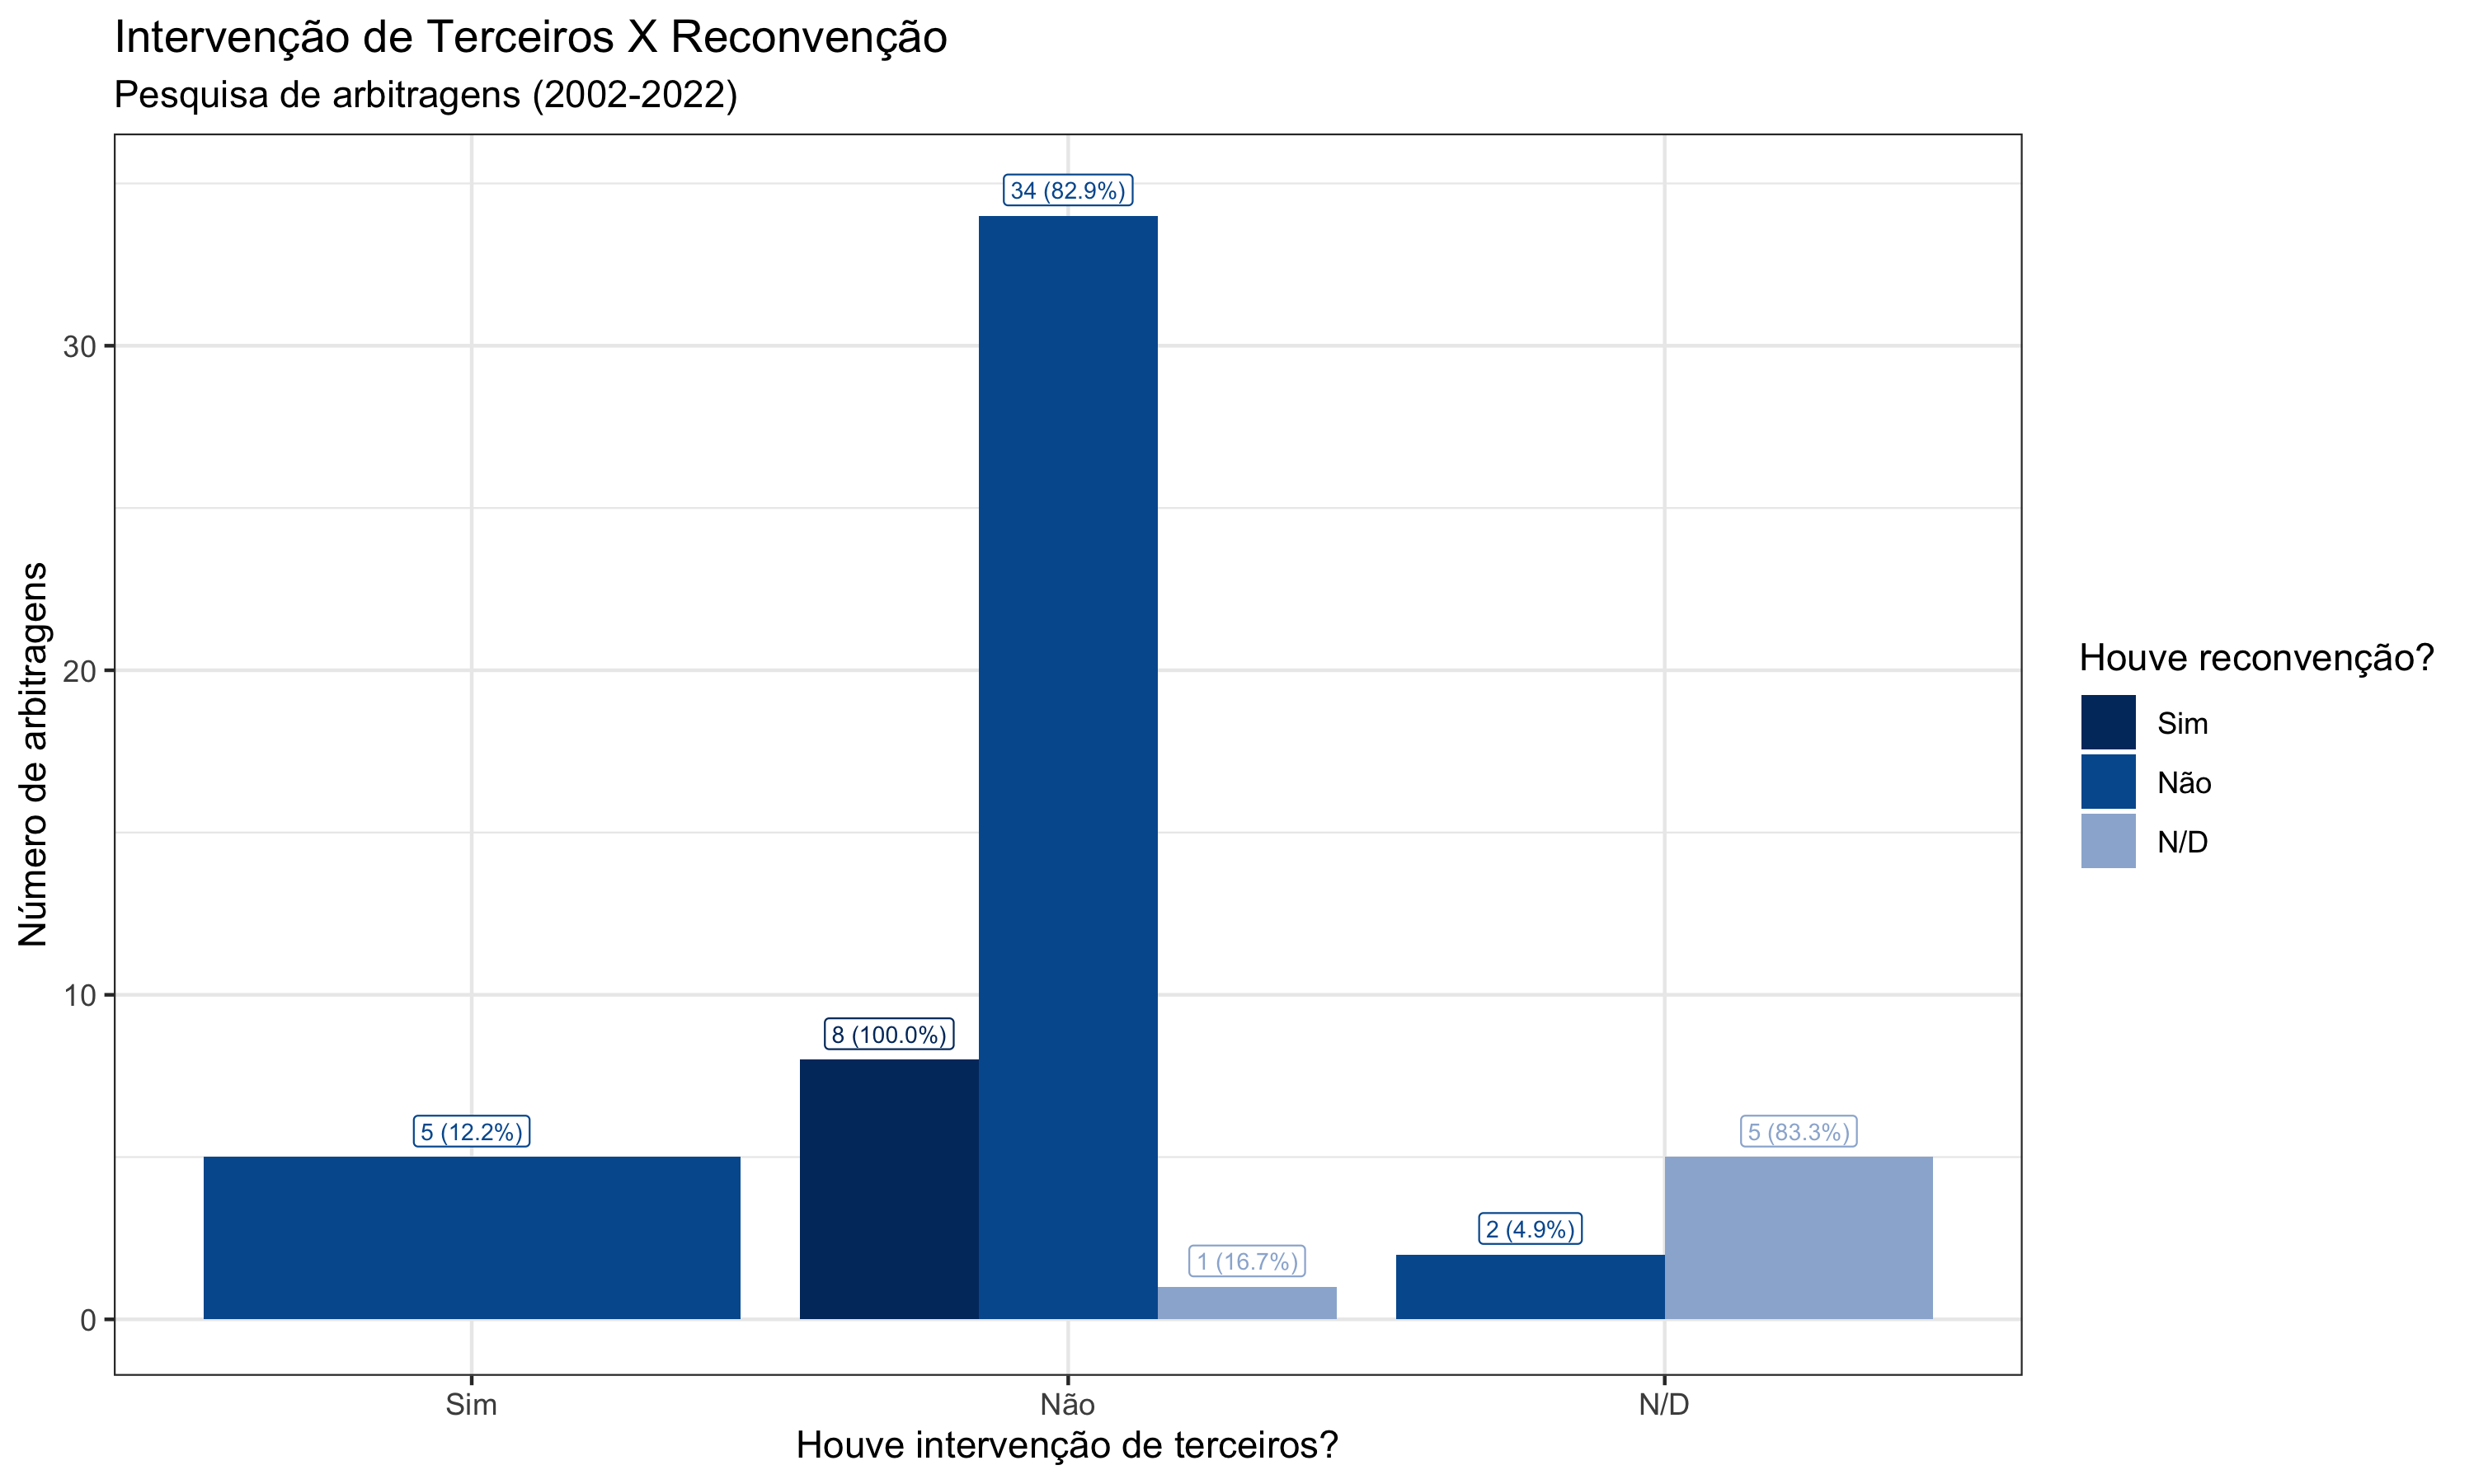 Intervenção de Terceiros X Reconvenção
Pesquisa de arbitragens (2002-2022)
34 (82.9%)
8 (100.0%)
5 (12.2%)
5 (83.3%)
2 (4.9%)
1 (16.7%)
30
20
10
0
Número de arbitragens
Sim
Não
N/D
Houve intervenção de terceiros?
Houve reconvenção?
Sim
Não
N/D